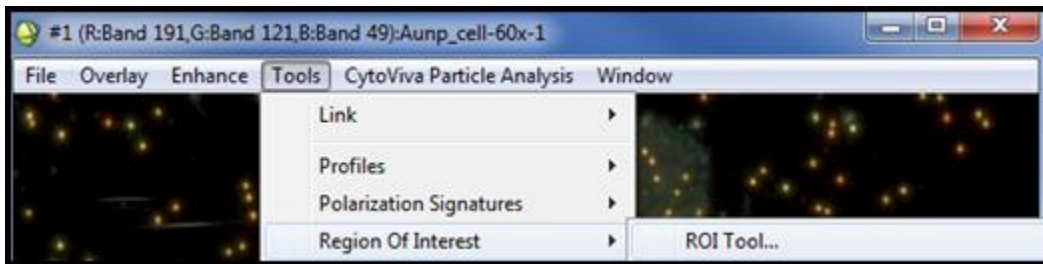 #1 (R:Band 191,G:Band 121,B:Band 49):Aunp_cell-60x-1
File Overlay Enhance Tools CytoViva Particle Analysis Window
Link
Profiles
Polarization Signatures
Region Of Interest ROI Tool...